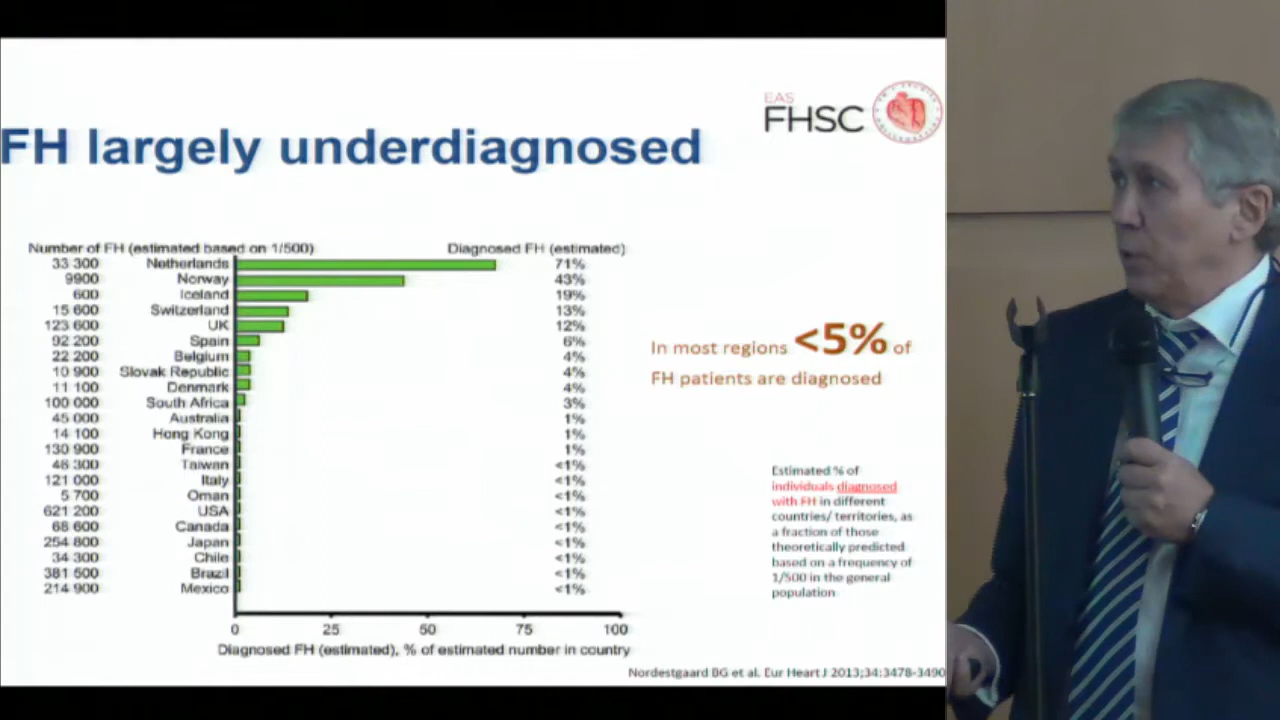 EAS
FHSC
FH largely underdiagnosed
Number of FH (estimated based on 1/500) Diagnosed FH (estimated)
33 300 Netherlands 71%
9900 Norway 43%
600 Iceland 19%
15 600 Switzerland 13%
123 600 UK 12%
92 200 Spain 6%
22 200 Belgium 4%
10 900 Slovak Republic 4%
11 100 Denmark 4%
100 000 South Africa 3%
45 000 Australia 1%
14 100 Hong Kong 1%
130 900 France 1%
46 300 Taiwan <1%
121 000 Italy <1%
5 700 Oman <1%
621 200 USA <1%
68 600 Canada <1%
254 800 Japan <1%
34 300 Chile <1%
381 500 Brazil <1%
214 900 Mexico <1%
0 25 50 75 100
Diagnosed FH (estimated), % of estimated number in country
In most regions <5% of
FH patients are diagnosed
Estimated % of
individuals diagnosed
with FH in different
countries/ territories, as
a fraction of those
theoretically predicted
based on a frequency of
1/500 in the general
population
Nordestgaard BG et al. Eur Heart J 2013;34:3478-3490